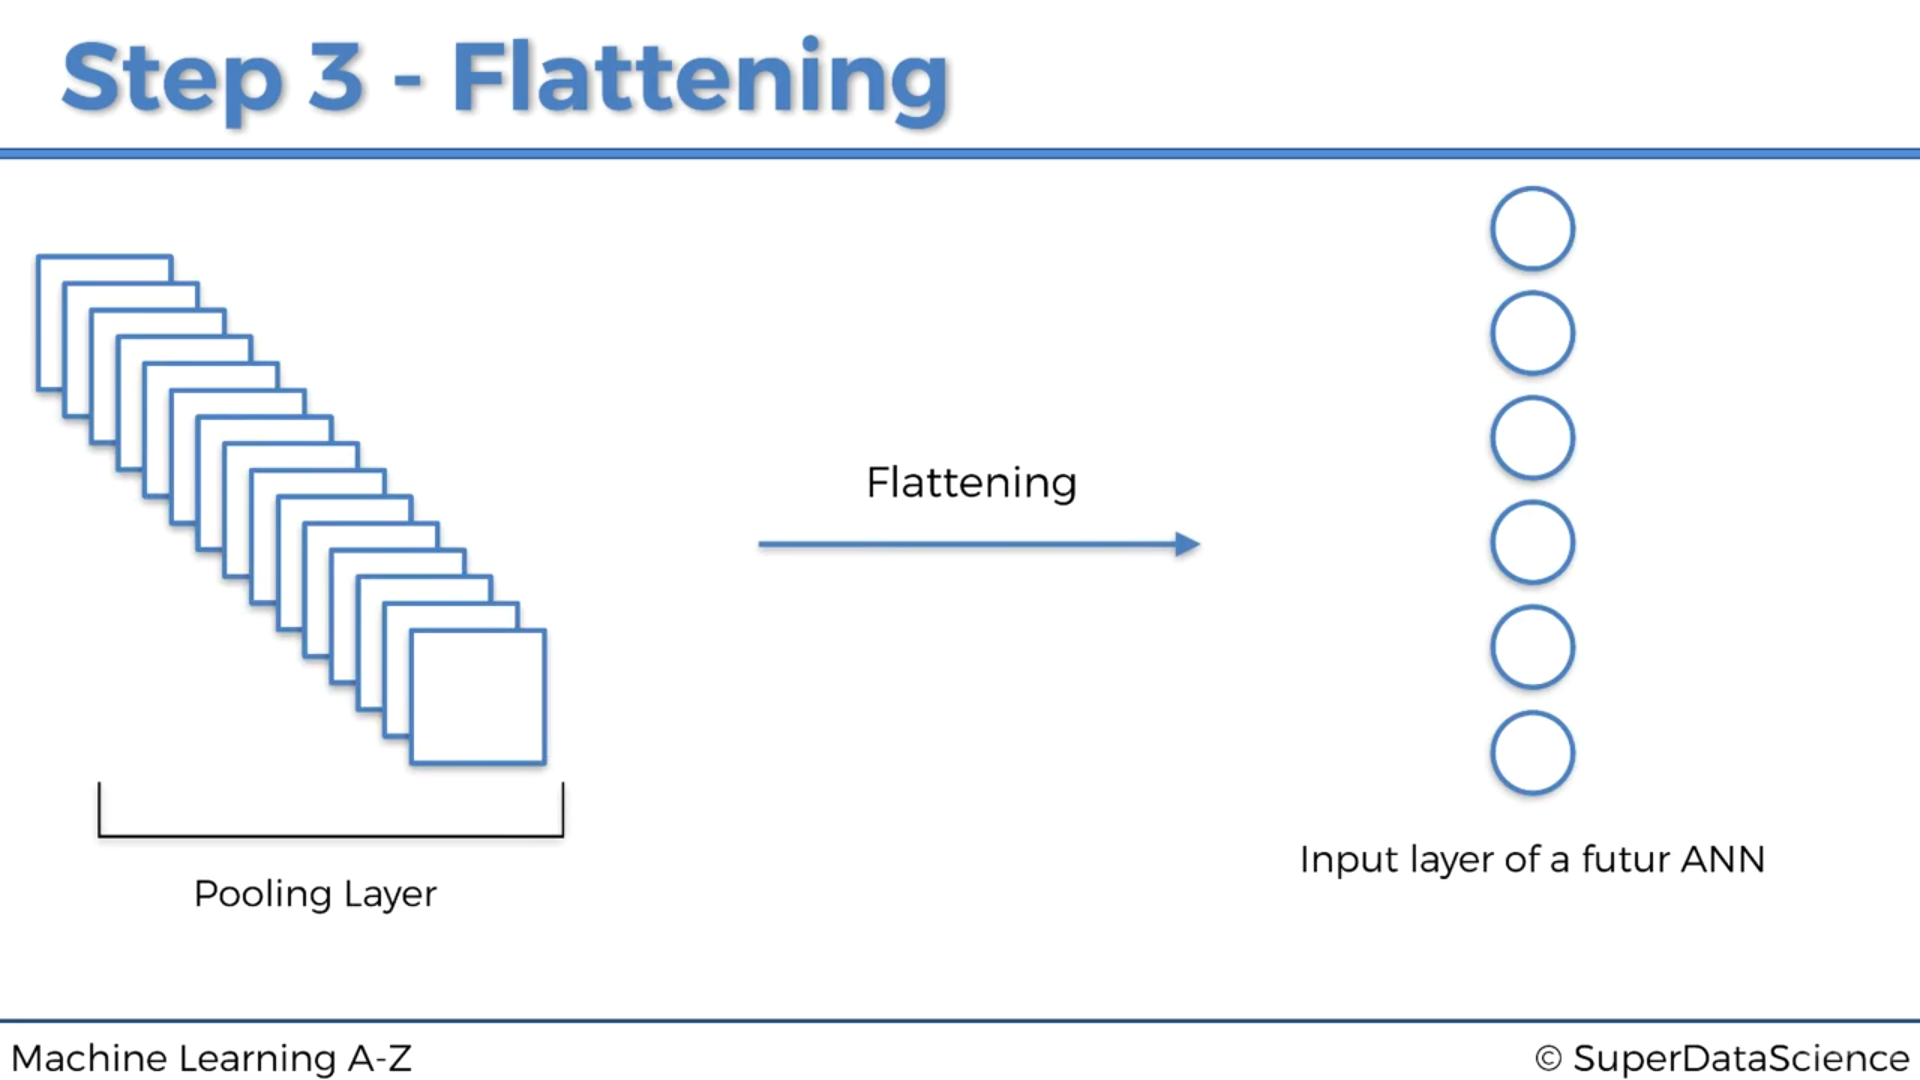 Step 3 - Flattening
Flattening
Pooling Layer
Input layer of a futur ANN
Machine Learning A-Z
© SuperDataScience